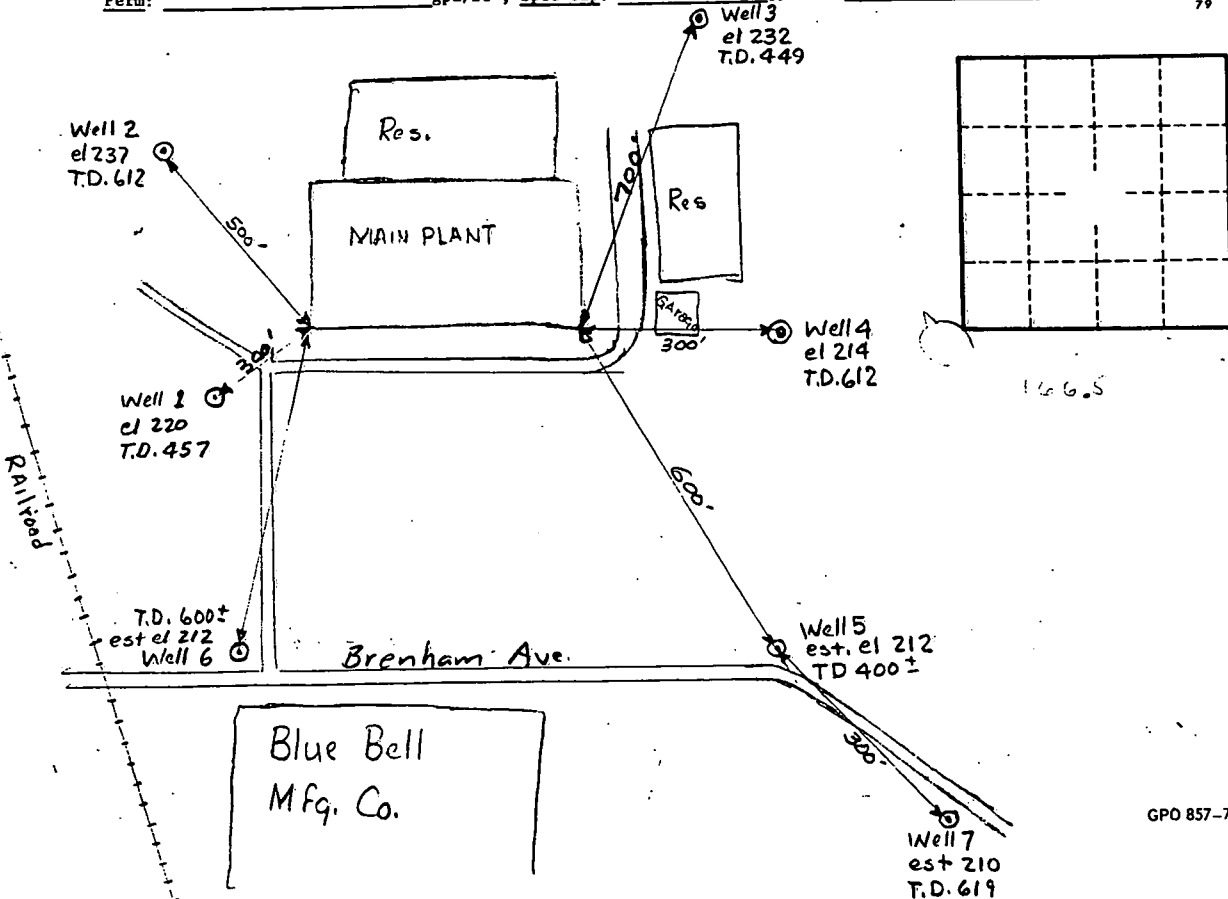 79
Well 3
el 232
T.D. 449
Well 2
el 237
T.D. 612
Res.
700'
Res
MAIN PLANT
500'
GARAGE
300'
Well 4
el 214
T.D. 612
166.5
Well 1
el 220
T.D. 457
Railroad
600'
T.D. 600±
est el 212
Well 6
Brenham Ave.
Well 5
est. el 212
TD 400±
Blue Bell
Mfg. Co.
300'
GPO 857-7
Well 7
est 210
T.D. 619